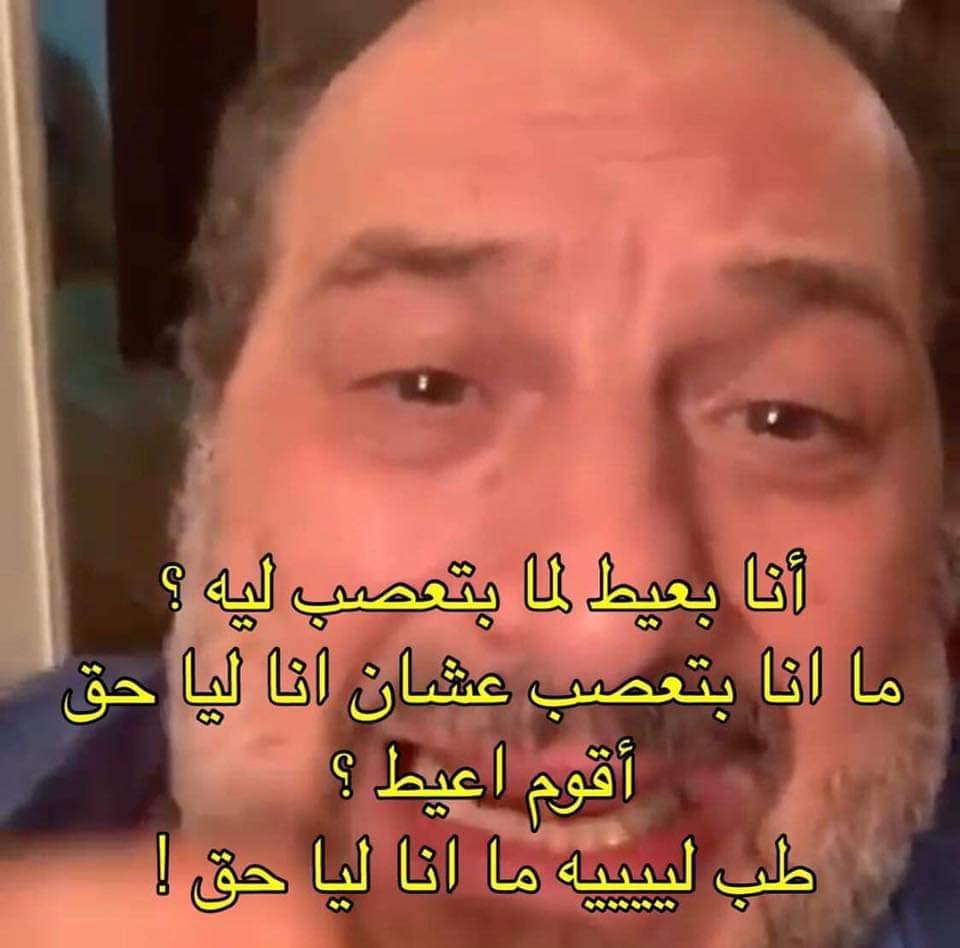 أنا بعيط لما بتعصب ليه ؟
ما انا بتعصب عشان انا ليا حق
أقوم اعيط ؟
طب ليييييه ما انا ليا حق !